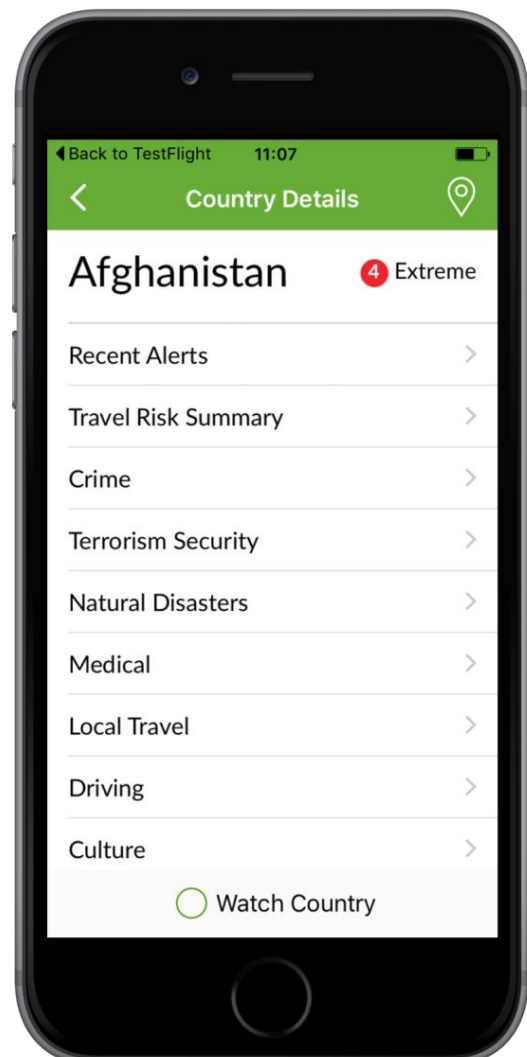 Back to TestFlight 11:07
Country Details
Afghanistan 4 Extreme
Recent Alerts
Travel Risk Summary
Crime
Terrorism Security
Natural Disasters
Medical
Local Travel
Driving
Culture
Watch Country